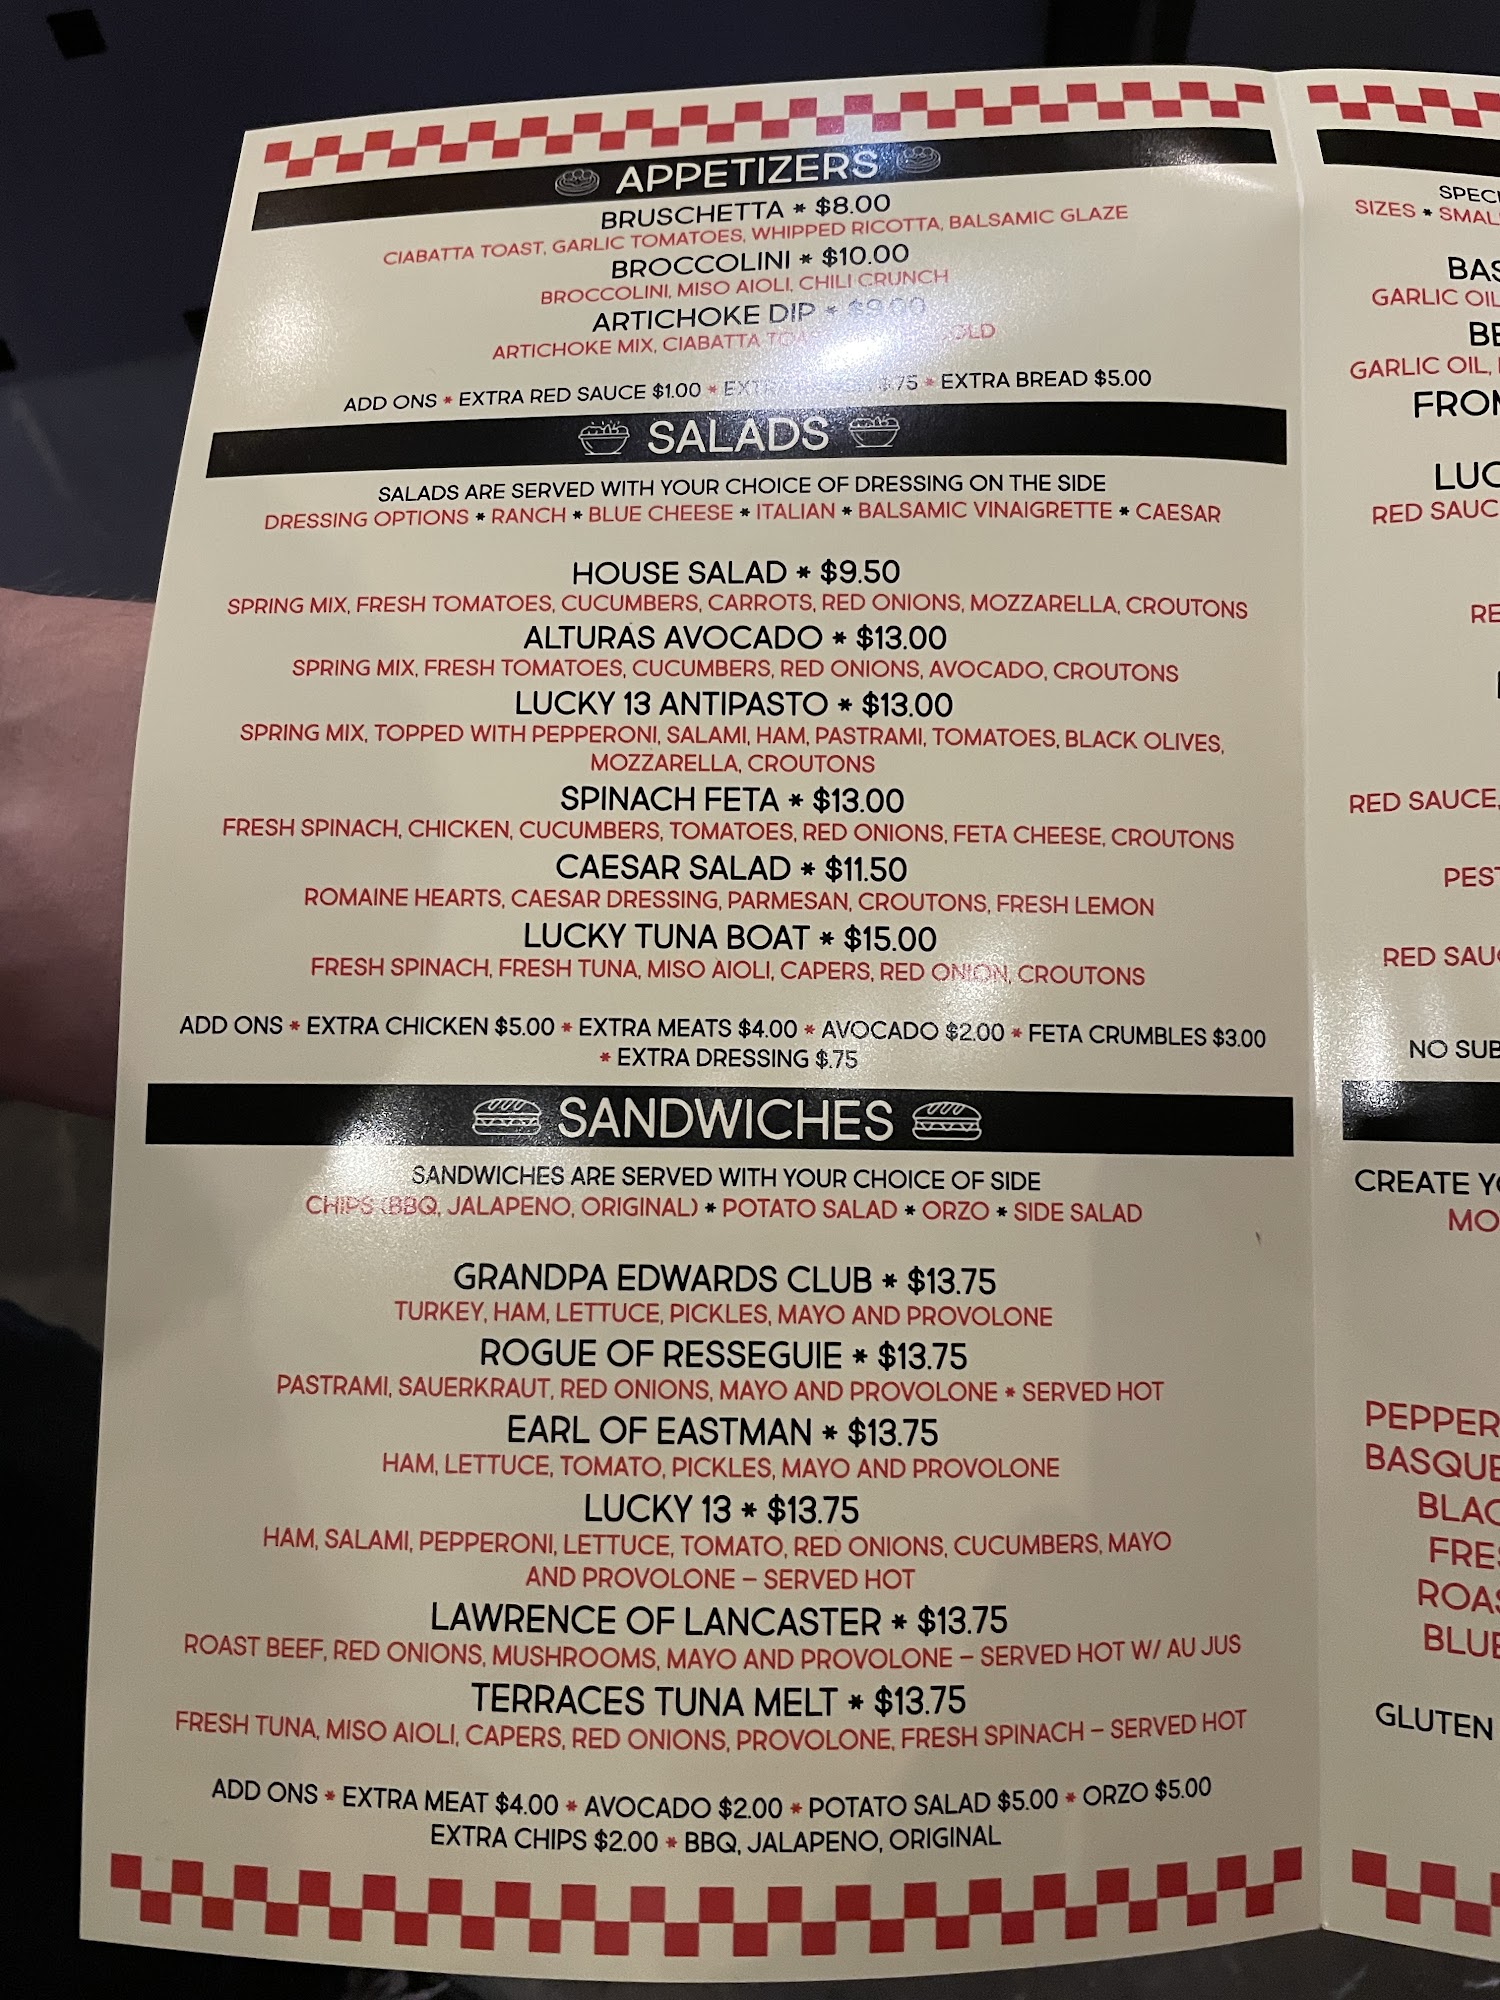 APPETIZERS
BRUSCHETTA * $8.00
CIABATTA TOAST, GARLIC TOMATOES, WHIPPED RICOTTA, BALSAMIC GLAZE
BROCCOLINI * $10.00
BROCCOLINI, MISO AIOLI, CHILI CRUNCH
ARTICHOKE DIP * $9.00
ARTICHOKE MIX, CIABATTA
ADD ONS * EXTRA RED SAUCE $1.00 * $.75 * EXTRA BREAD $5.00
SALADS
SALADS ARE SERVED WITH YOUR CHOICE OF DRESSING ON THE SIDE
DRESSING OPTIONS * RANCH * BLUE CHEESE * ITALIAN * BALSAMIC VINAIGRETTE * CAESAR
HOUSE SALAD * $9.50
SPRING MIX, FRESH TOMATOES, CUCUMBERS, CARROTS, RED ONIONS, MOZZARELLA, CROUTONS
ALTURAS AVOCADO * $13.00
SPRING MIX, FRESH TOMATOES, CUCUMBERS, RED ONIONS, AVOCADO, CROUTONS
LUCKY 13 ANTIPASTO * $13.00
SPRING MIX, TOPPED WITH PEPPERONI, SALAMI, HAM, PASTRAMI, TOMATOES, BLACK OLIVES,
MOZZARELLA, CROUTONS
SPINACH FETA * $13.00
FRESH SPINACH, CHICKEN, CUCUMBERS, TOMATOES, RED ONIONS, FETA CHEESE, CROUTONS
CAESAR SALAD * $11.50
ROMAINE HEARTS, CAESAR DRESSING, PARMESAN, CROUTONS, FRESH LEMON
LUCKY TUNA BOAT * $15.00
FRESH SPINACH, FRESH TUNA, MISO AIOLI, CAPERS, RED ONION, CROUTONS
ADD ONS * EXTRA CHICKEN $5.00 * EXTRA MEATS $4.00 * AVOCADO $2.00 * FETA CRUMBLES $3.00
* EXTRA DRESSING $.75
SANDWICHES
SANDWICHES ARE SERVED WITH YOUR CHOICE OF SIDE
CHIPS (BBQ, JALAPENO, ORIGINAL) * POTATO SALAD * ORZO * SIDE SALAD
GRANDPA EDWARDS CLUB * $13.75
TURKEY, HAM, LETTUCE, PICKLES, MAYO AND PROVOLONE
ROGUE OF RESSEGUIE * $13.75
PASTRAMI, SAUERKRAUT, RED ONIONS, MAYO AND PROVOLONE * SERVED HOT
EARL OF EASTMAN * $13.75
HAM, LETTUCE, TOMATO, PICKLES, MAYO AND PROVOLONE
LUCKY 13 * $13.75
HAM, SALAMI, PEPPERONI, LETTUCE, TOMATO, RED ONIONS, CUCUMBERS, MAYO
AND PROVOLONE – SERVED HOT
LAWRENCE OF LANCASTER * $13.75
ROAST BEEF, RED ONIONS, MUSHROOMS, MAYO AND PROVOLONE – SERVED HOT W/ AU JUS
TERRACES TUNA MELT * $13.75
FRESH TUNA, MISO AIOLI, CAPERS, RED ONIONS, PROVOLONE, FRESH SPINACH – SERVED HOT
ADD ONS * EXTRA MEAT $4.00 * AVOCADO $2.00 * POTATO SALAD $5.00 * ORZO $5.00
EXTRA CHIPS $2.00 * BBQ, JALAPENO, ORIGINAL
SIZES *
GARLIC OIL
GARLIC OIL,
RED SAUCE,
NO
CREATE
GLUTEN